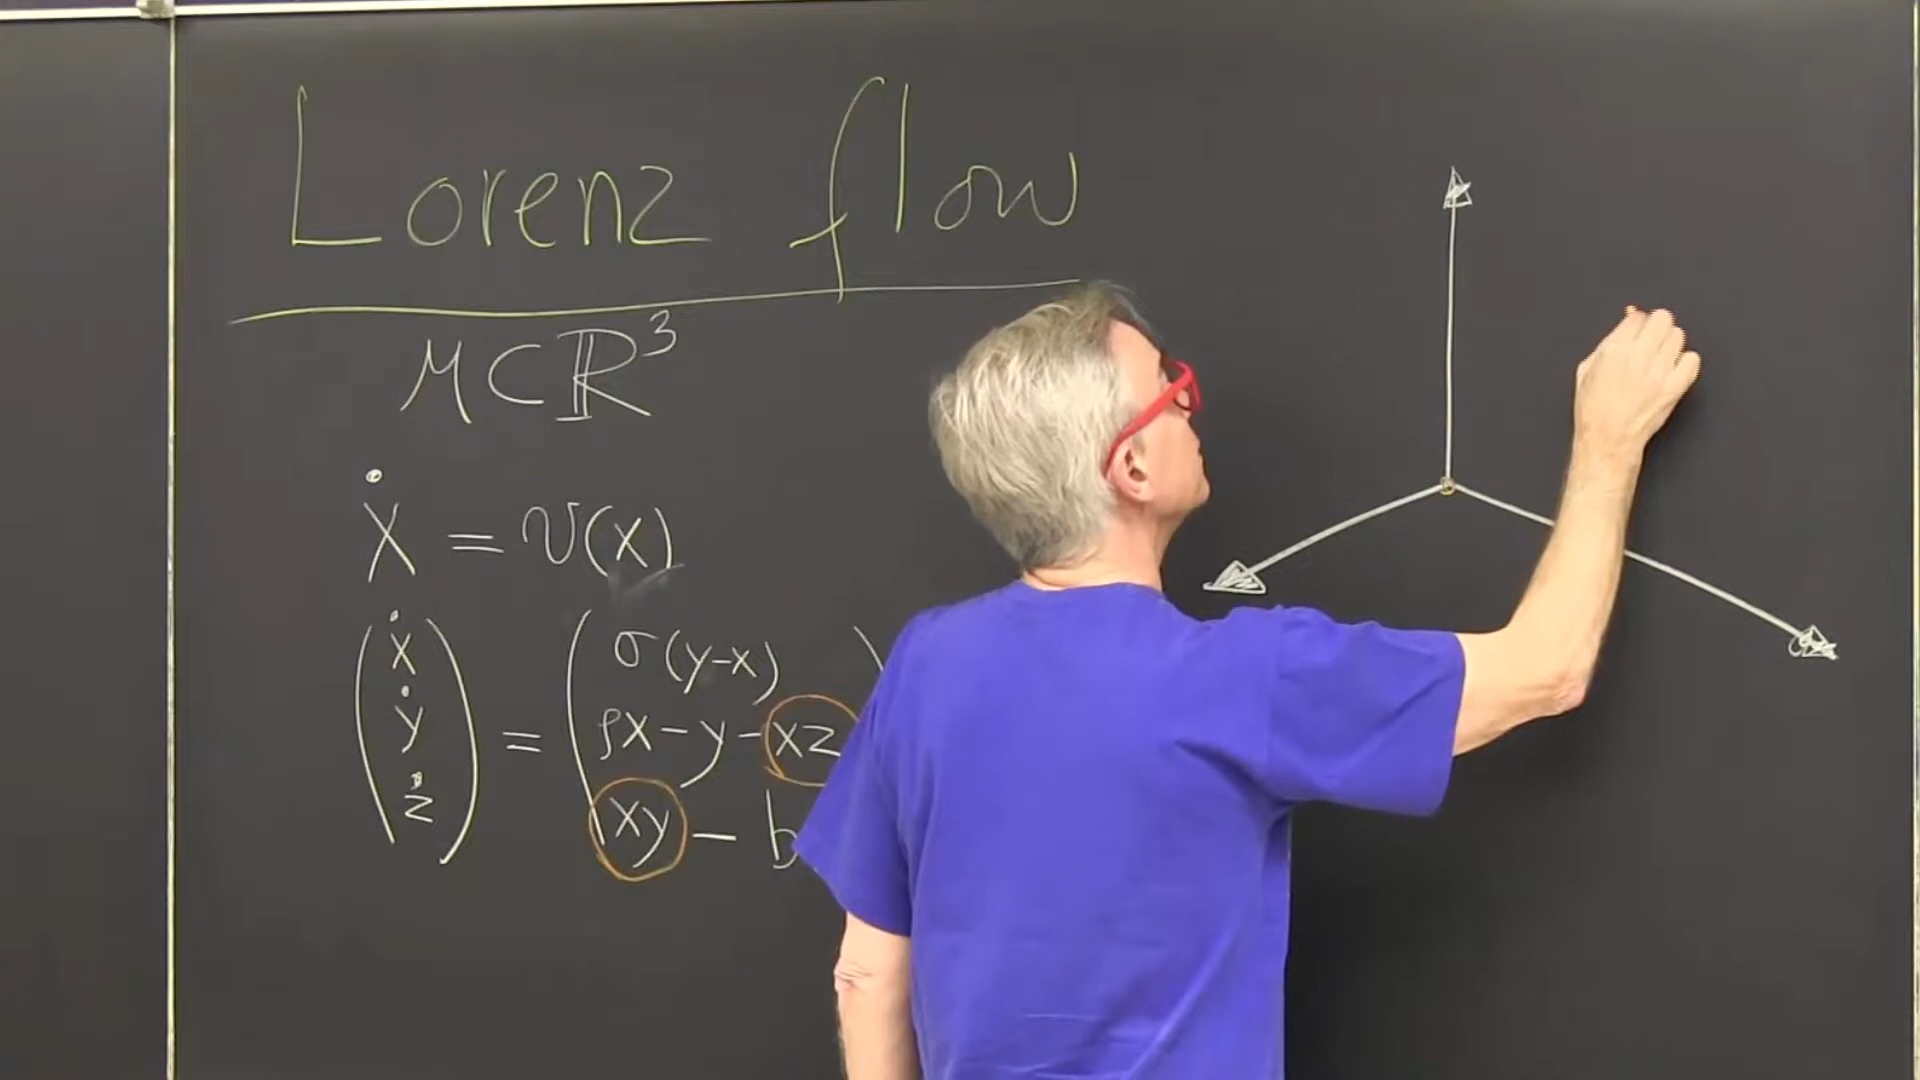 Lorenz flow
M ⊂ ℝ³
ẋ = v(x)
ẋ = σ(y-x)
ẏ = ρx - y - xz
ż = xy - b